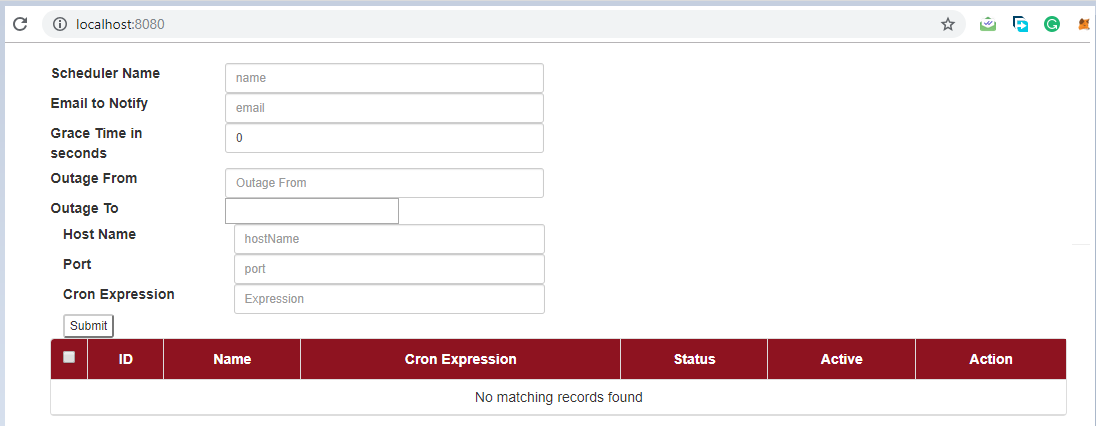 localhost:8080
Scheduler Name name
Email to Notify email
Grace Time in 0
seconds
Outage From Outage From
Outage To
Host Name hostName
Port port
Cron Expression Expression
Submit
ID Name Cron Expression Status Active Action
No matching records found